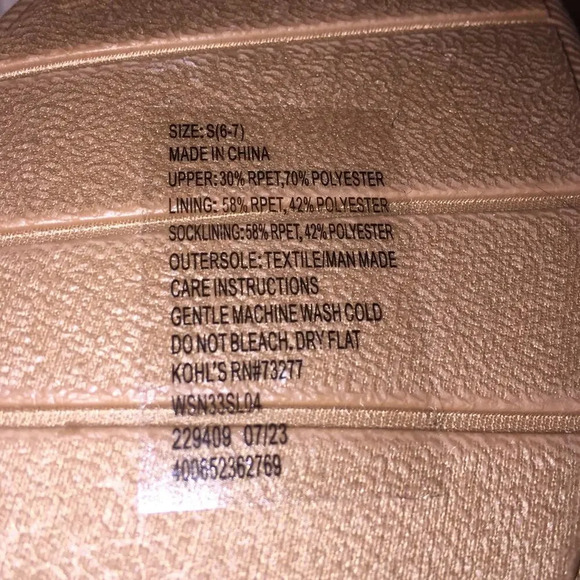 SIZE: S(6-7)
MADE IN CHINA
UPPER: 30% RPET,70% POLYESTER
LINING: 58% RPET, 42% POLYESTER
SOCKLINING: 58% RPET, 42% POLYESTER
OUTERSOLE: TEXTILE/MAN MADE
CARE INSTRUCTIONS
GENTLE MACHINE WASH COLD
DO NOT BLEACH. DRY FLAT
KOHL'S RN#73277
WSN33SL04
229409 07/23
400652362769